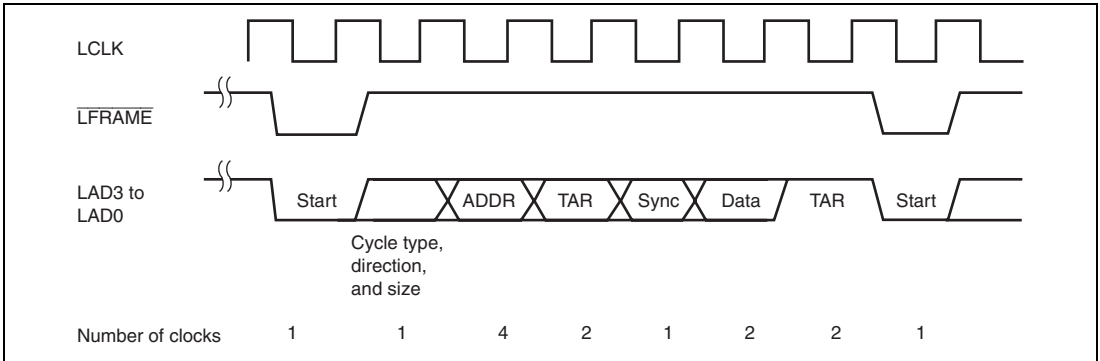 LCLK
LFRAME
LAD3 to
LAD0
Start
ADDR
TAR
Sync
Data
TAR
Start
Cycle type,
direction,
and size
Number of clocks 1 1 4 2 1 2 2 1